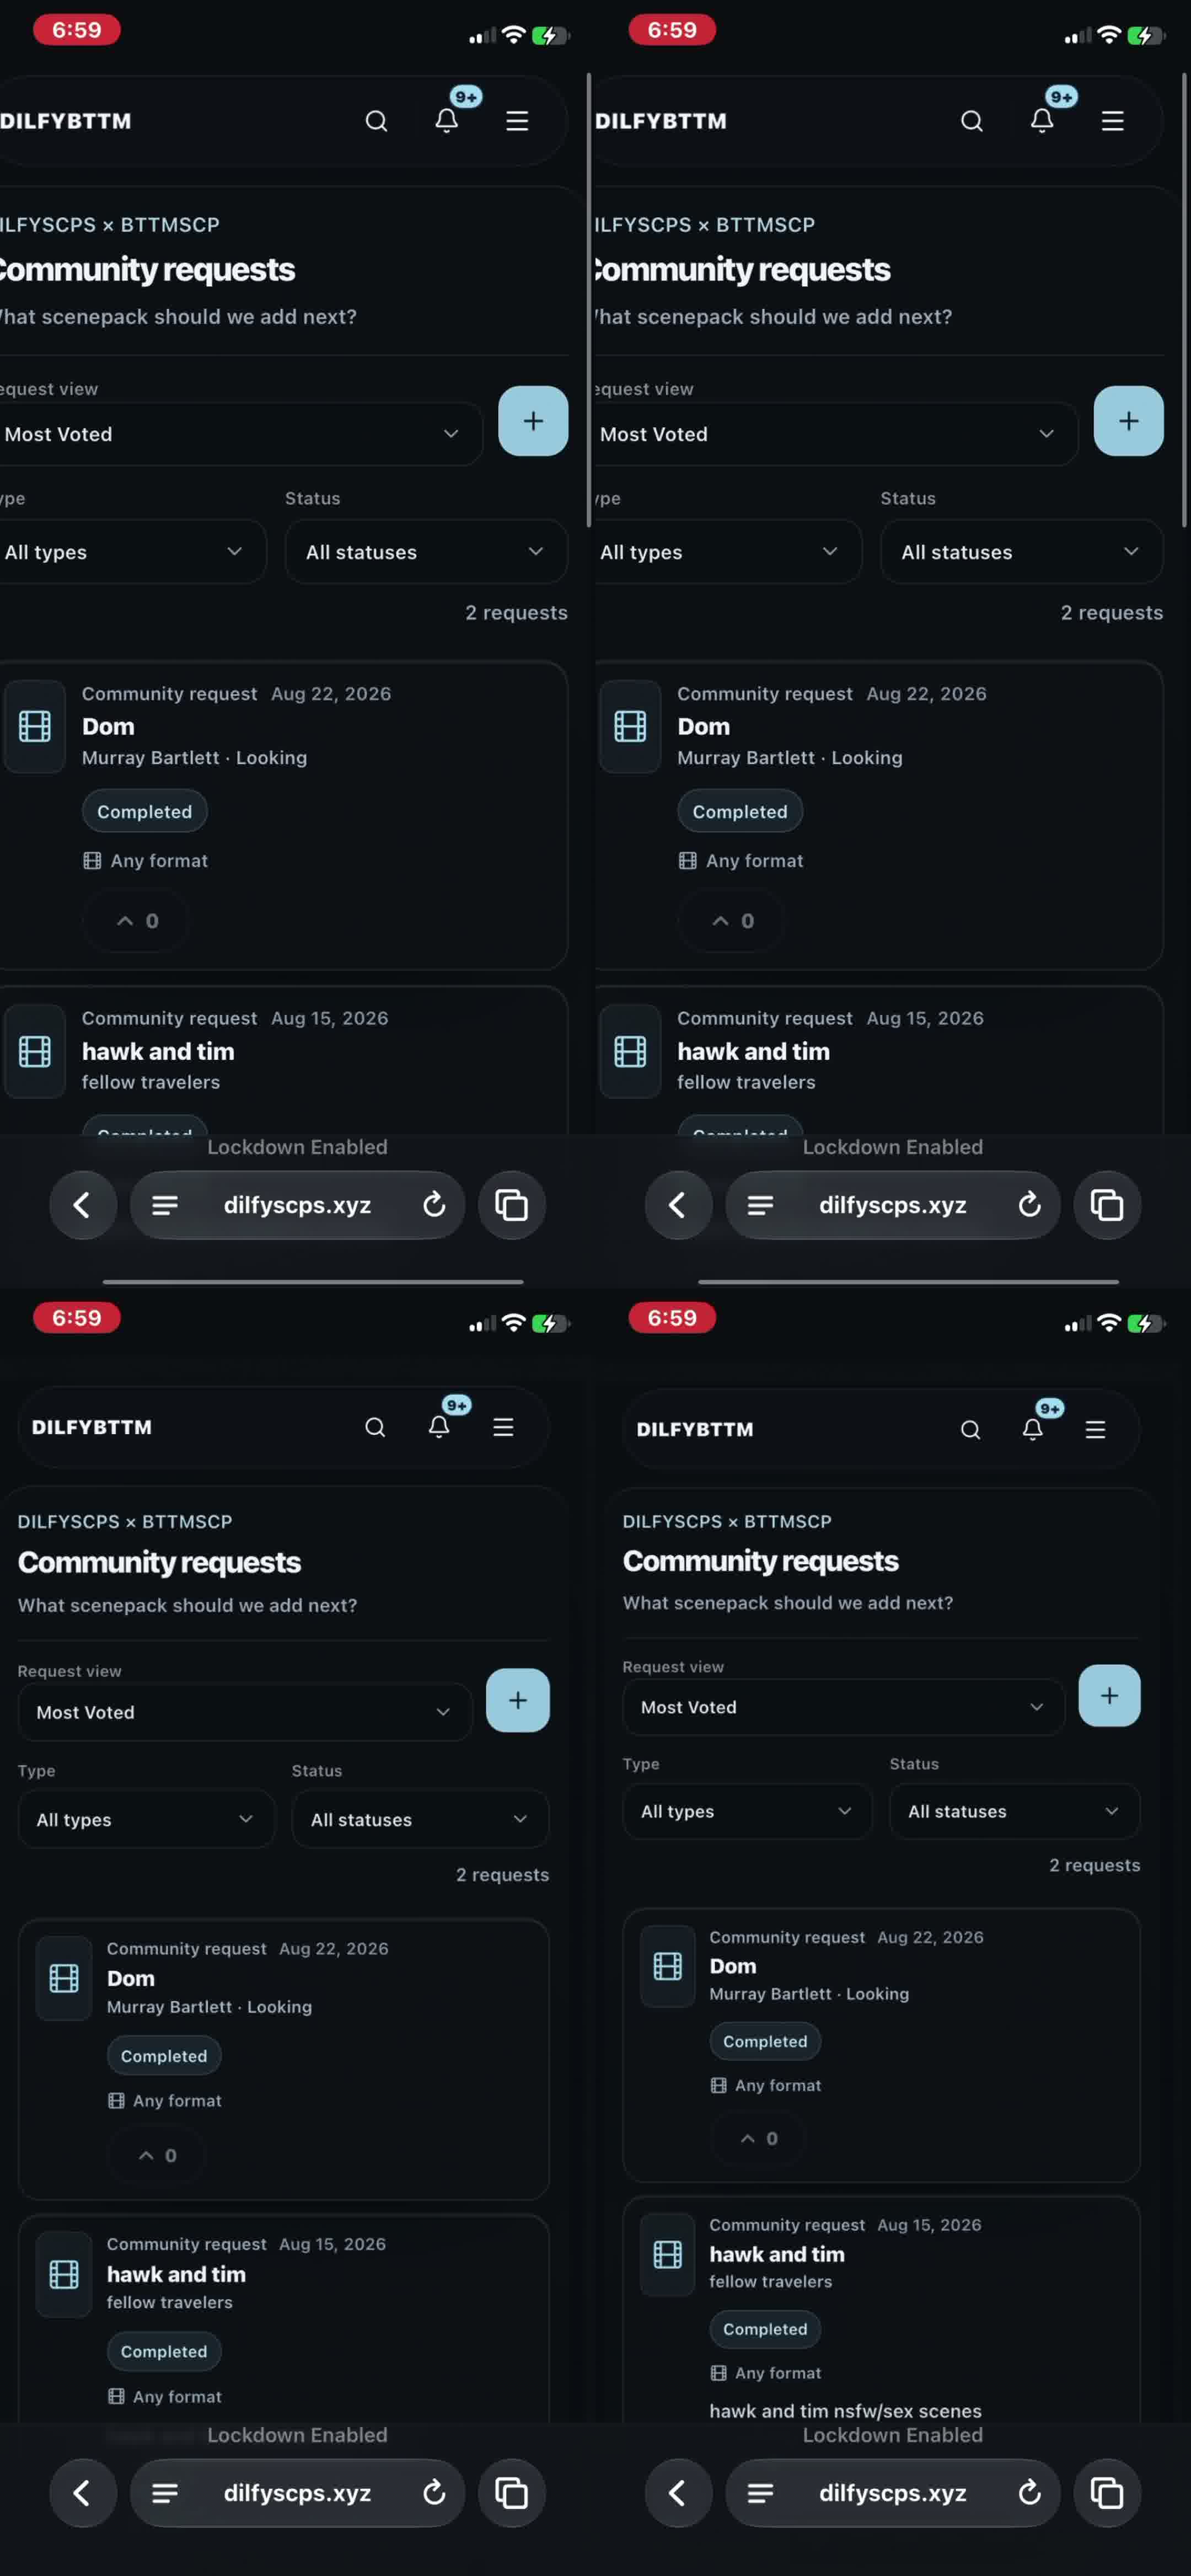 6:59
DILFYBTTM
9+
ILFYSCPS × BTTMSCP
Community requests
hat scenepack should we add next?
equest view
Most Voted
+
ype
Status
All types
All statuses
2 requests
Community request Aug 22, 2026
Dom
Murray Bartlett · Looking
Completed
Any format
0
Community request Aug 15, 2026
hawk and tim
fellow travelers
Completed
Lockdown Enabled
dilfyscps.xyz
6:59
DILFYBTTM
9+
ILFYSCPS × BTTMSCP
Community requests
hat scenepack should we add next?
equest view
Most Voted
+
ype
Status
All types
All statuses
2 requests
Community request Aug 22, 2026
Dom
Murray Bartlett · Looking
Completed
Any format
0
Community request Aug 15, 2026
hawk and tim
fellow travelers
Completed
Lockdown Enabled
dilfyscps.xyz
6:59
DILFYBTTM
9+
DILFYSCPS × BTTMSCP
Community requests
What scenepack should we add next?
Request view
Most Voted
+
Type
Status
All types
All statuses
2 requests
Community request Aug 22, 2026
Dom
Murray Bartlett · Looking
Completed
Any format
0
Community request Aug 15, 2026
hawk and tim
fellow travelers
Completed
Any format
Lockdown Enabled
dilfyscps.xyz
6:59
DILFYBTTM
9+
DILFYSCPS × BTTMSCP
Community requests
What scenepack should we add next?
Request view
Most Voted
+
Type
Status
All types
All statuses
2 requests
Community request Aug 22, 2026
Dom
Murray Bartlett · Looking
Completed
Any format
0
Community request Aug 15, 2026
hawk and tim
fellow travelers
Completed
Any format
hawk and tim nsfw/sex scenes
Lockdown Enabled
dilfyscps.xyz